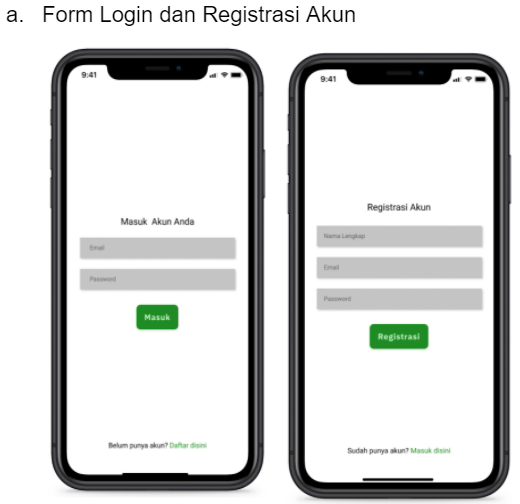 a. Form Login dan Registrasi Akun
9:41
Masuk Akun Anda
Email
Password
Masuk
Belum punya akun? Daftar disini
9:41
Registrasi Akun
Nama Lengkap
Email
Password
Registrasi
Sudah punya akun? Masuk disini